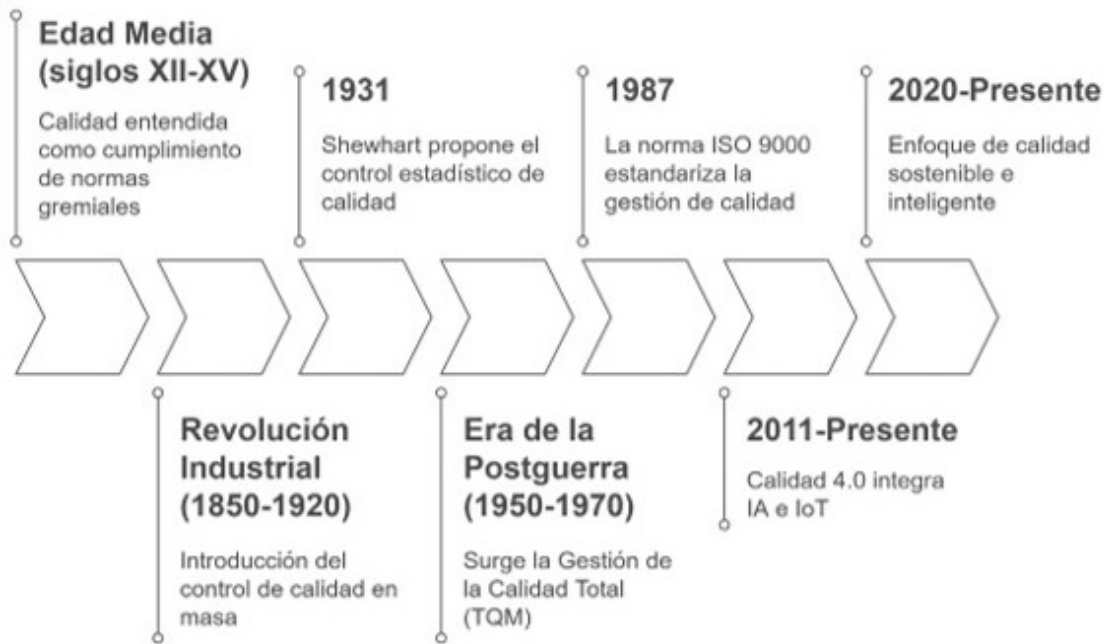 Edad Media
(siglos XII-XV)
Calidad entendida
como cumplimiento
de normas
gremiales
Revolución
Industrial
(1850-1920)
Introducción del
control de calidad en
masa
1931
Shewhart propone el
control estadístico de
calidad
Era de la
Postguerra
(1950-1970)
Surge la Gestión de
la Calidad Total
(TQM)
1987
La norma ISO 9000
estandariza la
gestión de calidad
2011-Presente
Calidad 4.0 integra
IA e IoT
2020-Presente
Enfoque de calidad
sostenible e
inteligente